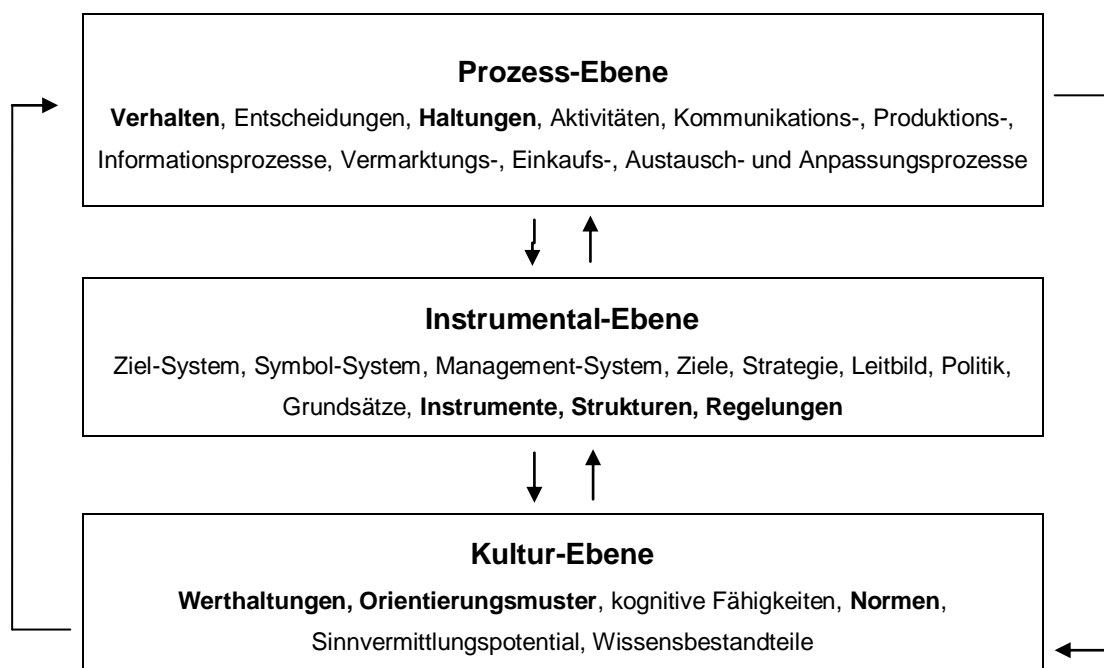 Prozess-Ebene
Verhalten, Entscheidungen, Haltungen, Aktivitäten, Kommunikations-, Produktions-,
Informationsprozesse, Vermarktungs-, Einkaufs-, Austausch- und Anpassungsprozesse
Instrumental-Ebene
Ziel-System, Symbol-System, Management-System, Ziele, Strategie, Leitbild, Politik,
Grundsätze, Instrumente, Strukturen, Regelungen
Kultur-Ebene
Werthaltungen, Orientierungsmuster, kognitive Fähigkeiten, Normen,
Sinnvermittlungspotential, Wissensbestandteile